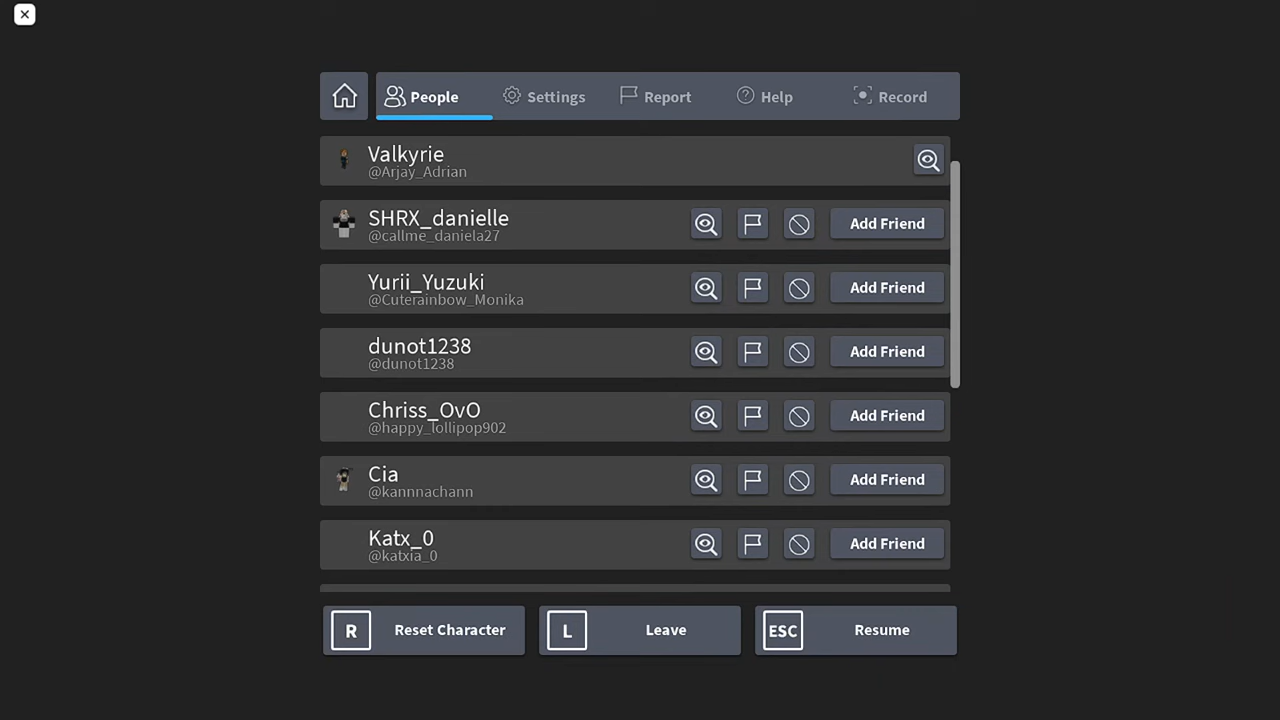 People
Settings
Report
Help
Record
Valkyrie
@Arjay_Adrian
SHRX_danielle
@callme_daniela27
Add Friend
Yurii_Yuzuki
@Cuterainbow_Monika
Add Friend
dunot1238
@dunot1238
Add Friend
Chriss_OvO
@happy_lollipop902
Add Friend
Cia
@kannnachann
Add Friend
Katx_0
@katxia_0
Add Friend
R Reset Character
L Leave
ESC Resume